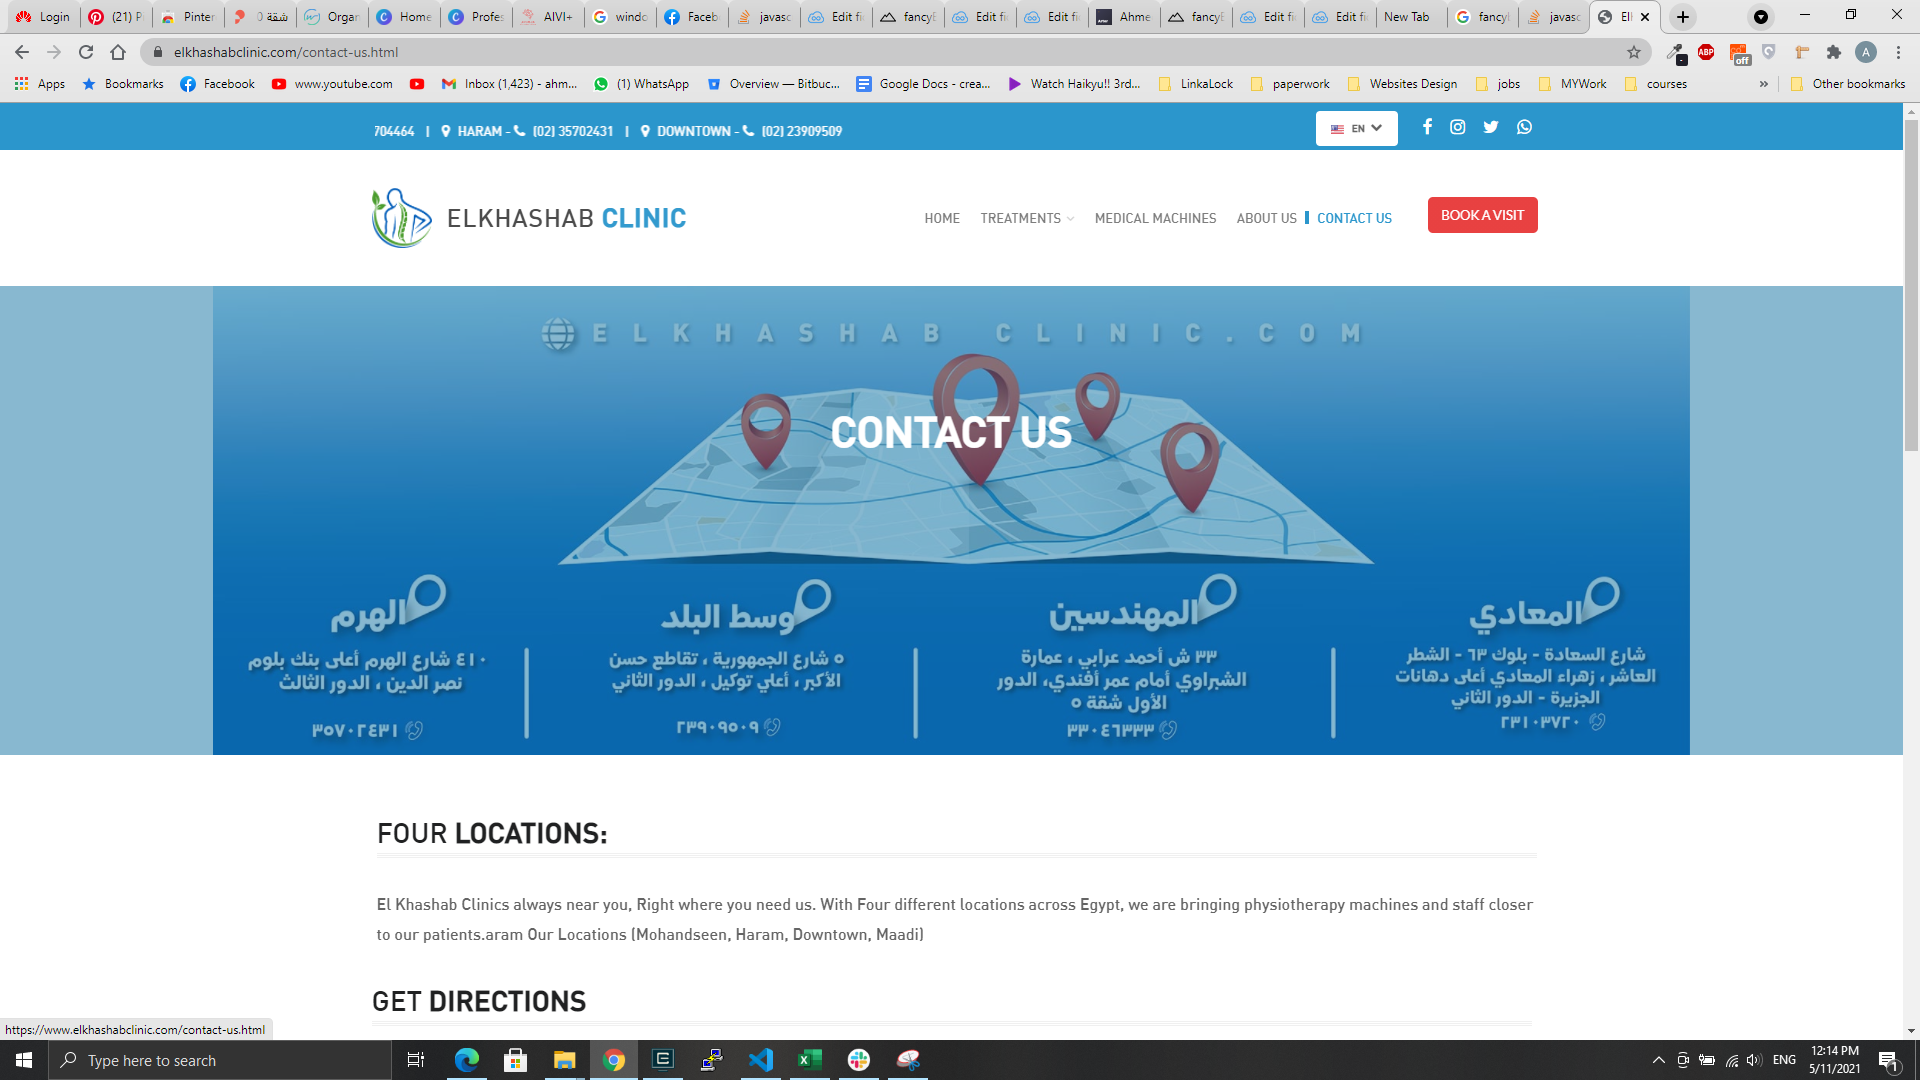 Login
(21) P
Pinter
شقة 0
Organ
Home
Profes
AIVI+
windo
Faceb
javasc
Edit fi
fancyl
Edit fi
Edit fi
Ahme
fancyl
Edit fi
Edit fi
New Tab
fancyl
javasc
El
elkhashabclinic.com/contact-us.html
ABP
off
A
Apps
Bookmarks
Facebook
www.youtube.com
Inbox (1,423) - ahm...
(1) WhatsApp
Overview — Bitbuc...
Google Docs - crea...
Watch Haikyu!! 3rd...
LinkaLock
paperwork
Websites Design
jobs
MYWork
courses
»
Other bookmarks
704464 | HARAM - (02) 35702431 | DOWNTOWN - (02) 23909509
EN
ELKHASHAB CLINIC
HOME
TREATMENTS
MEDICAL MACHINES
ABOUT US
CONTACT US
BOOK A VISIT
ELKHASHAB CLINIC.COM
CONTACT US
المعادي
شارع السعادة - بلوك ٦٣ - الشطر
العاشر ، زهراء المعادي أعلى دهانات
الجزيرة - الدور الثاني
٢٣١٠٣٧٢٠
المهندسين
٣٣ ش أحمد عرابي ، عمارة
الشبراوي أمام عمر أفندي، الدور
الأول شقة ٥
٣٣٠٤٦٣٣٣
وسط البلد
٥ شارع الجمهورية ، تقاطع حسن
الأكبر ، أعلي توكيل ، الدور الثاني
٢٣٩٠٩٥٠٩
الهرم
٤١٠ شارع الهرم أعلى بنك بلوم
نصر الدين ، الدور الثالث
٣٥٧٠٢٤٣١
FOUR LOCATIONS:
El Khashab Clinics always near you, Right where you need us. With Four different locations across Egypt, we are bringing physiotherapy machines and staff closer
to our patients.aram Our Locations (Mohandseen, Haram, Downtown, Maadi)
GET DIRECTIONS
https://www.elkhashabclinic.com/contact-us.html
Type here to search
ENG
12:14 PM
5/11/2021
1